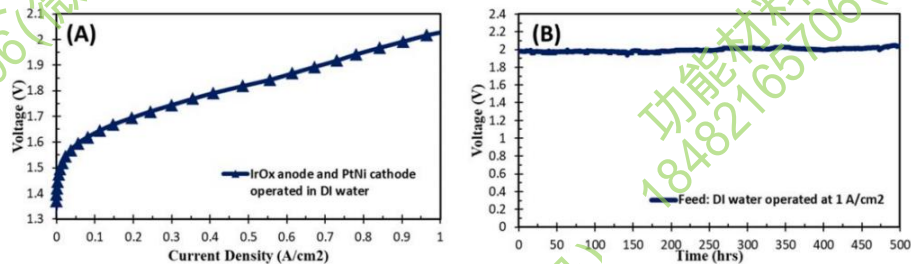 (A)
Voltage (V)
2.1
2
1.9
1.8
1.7
1.6
1.5
1.4
1.3
IrOx anode and PtNi cathode
operated in DI water
0 0.1 0.2 0.3 0.4 0.5 0.6 0.7 0.8 0.9 1
Current Density (A/cm2)
(B)
Voltage (V)
2.4
2.2
2
1.8
1.6
1.4
1.2
1
0.8
0.6
0.4
0.2
0
Feed: DI water operated at 1 A/cm2
0 50 100 150 200 250 300 350 400 450 500
Time (hrs)
功能材料
18482165706